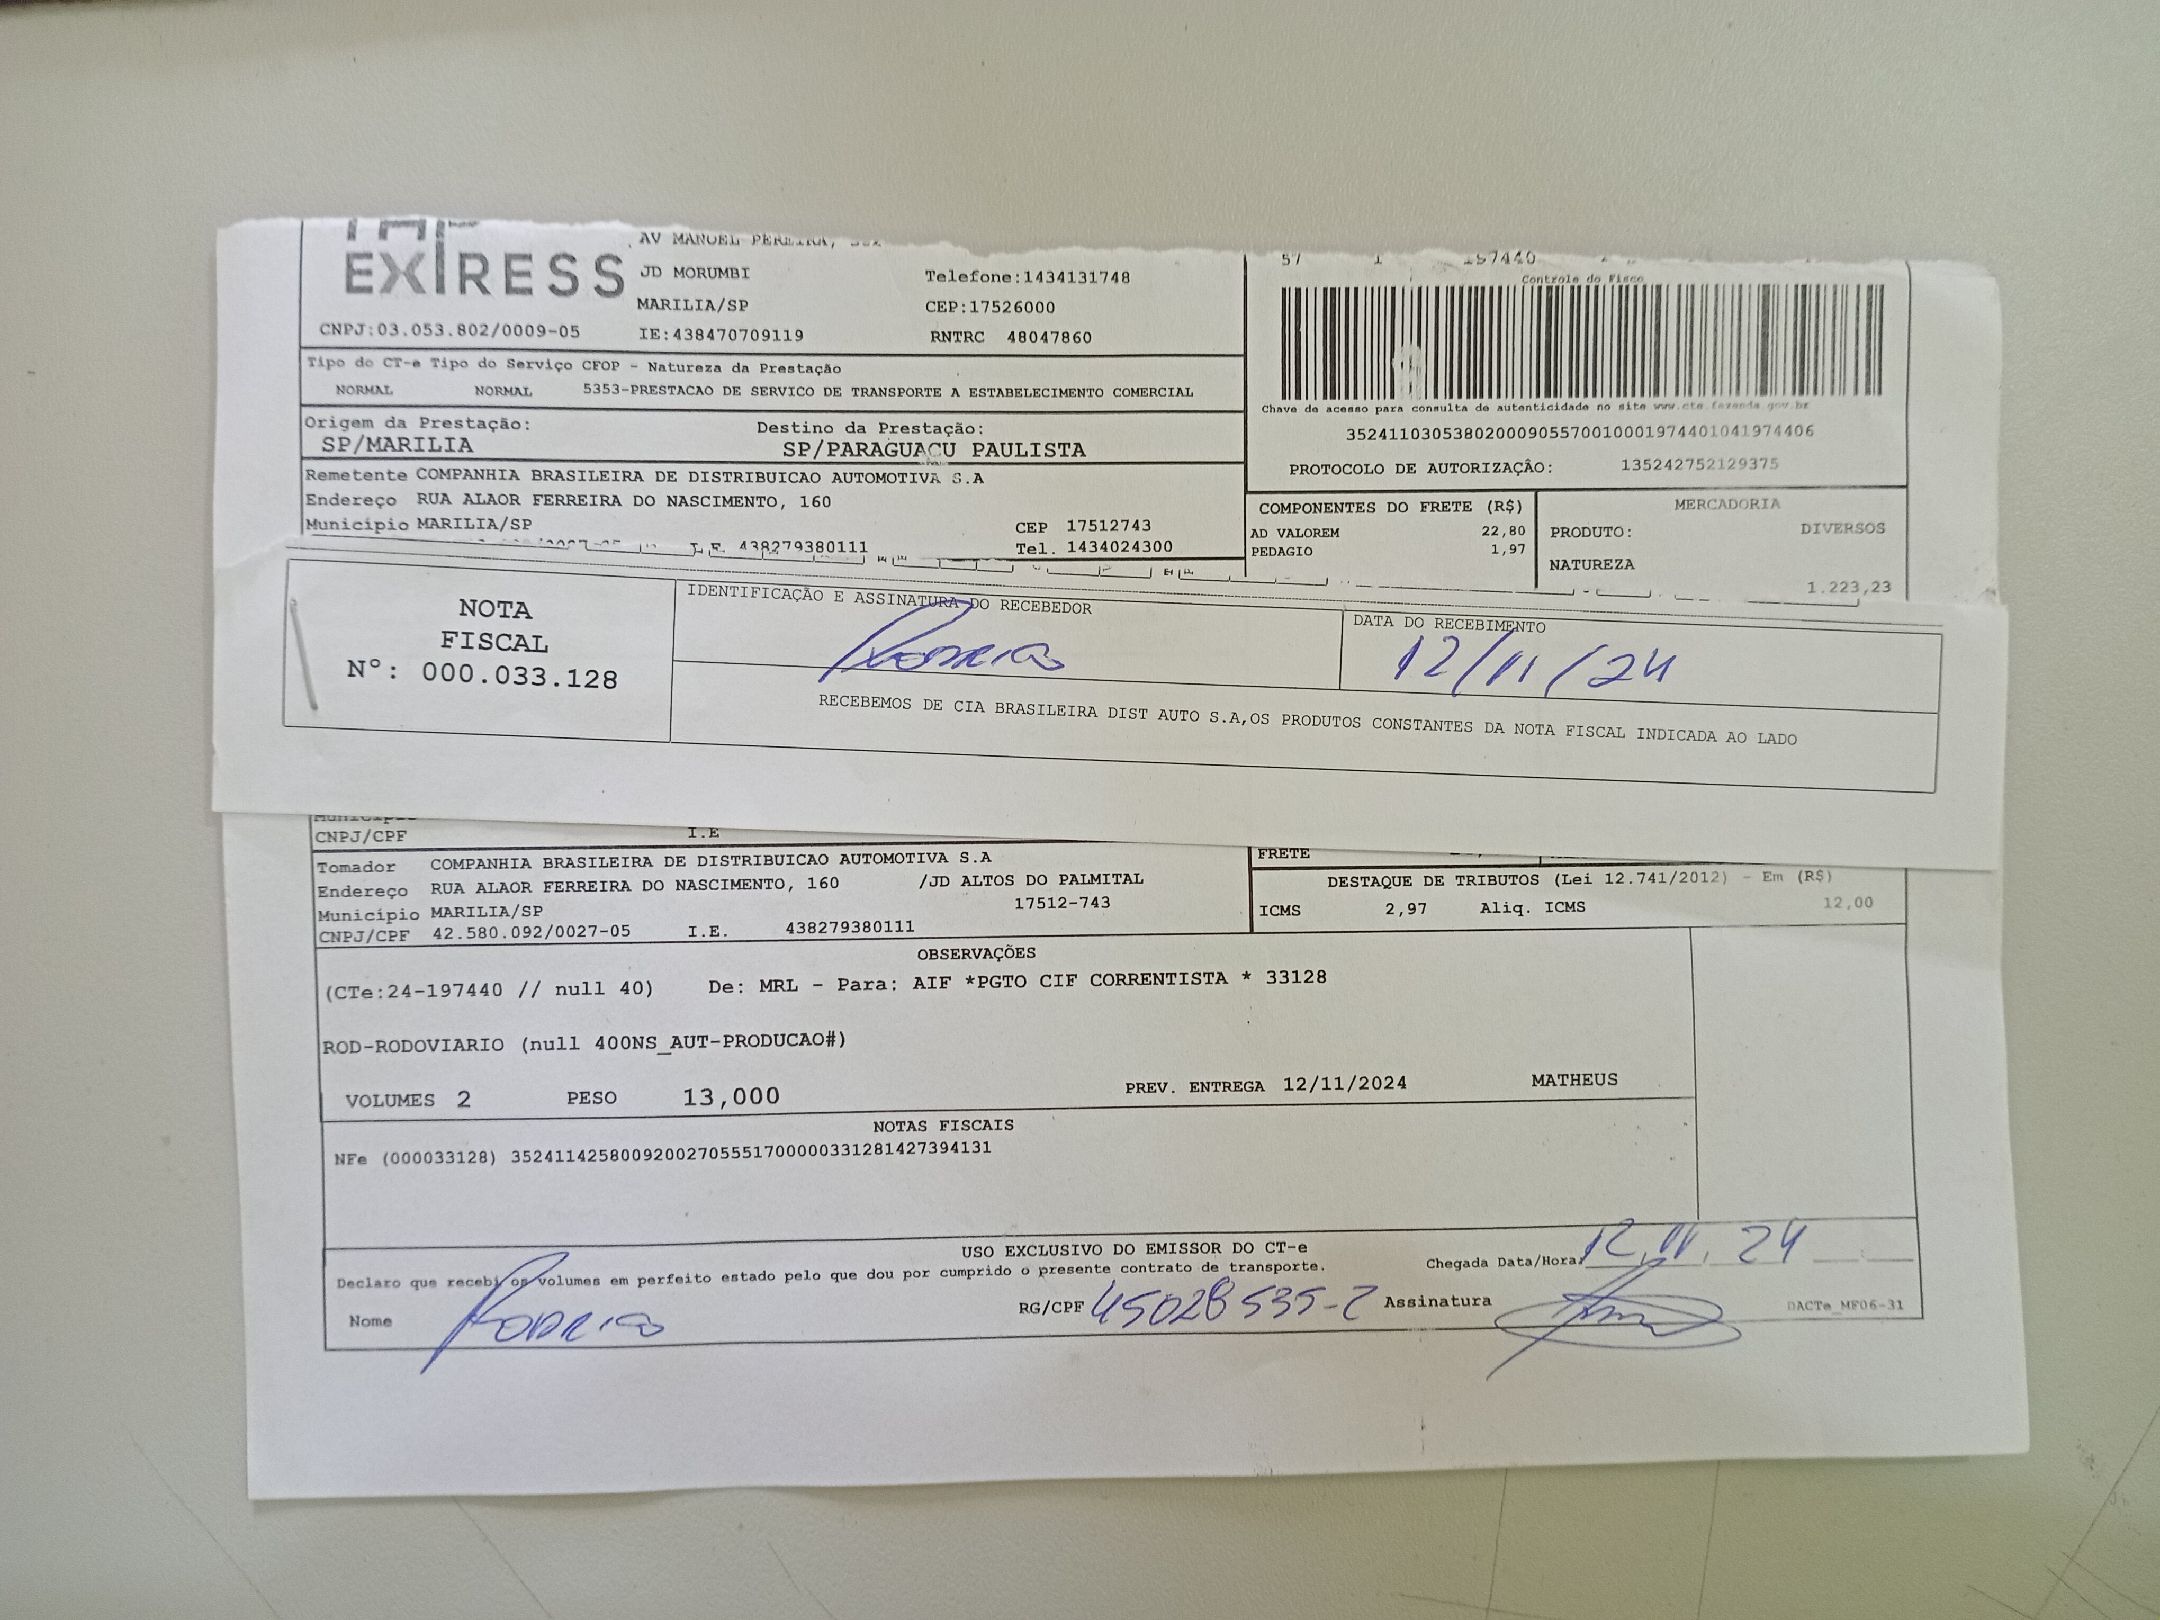 EXPRESS
AV MANOEL PEREIRA,
JD MORUMBI
Telefone:1434131748
MARILIA/SP
CEP:17526000
CNPJ:03.053.802/0009-05
IE:438470709119
RNTRC 48047860
57 1 197440
Controle do Fisco
Chave de acesso para consulta de autenticidade no site www.cte.fazenda.gov.br
35241103053802000905570010001974401041974406
PROTOCOLO DE AUTORIZAÇÃO: 135242752129375
Tipo do CT-e Tipo do Serviço CFOP - Natureza da Prestação
NORMAL NORMAL 5353-PRESTACAO DE SERVICO DE TRANSPORTE A ESTABELECIMENTO COMERCIAL
Origem da Prestação: Destino da Prestação:
SP/MARILIA SP/PARAGUACU PAULISTA
Remetente COMPANHIA BRASILEIRA DE DISTRIBUICAO AUTOMOTIVA S.A
Endereço RUA ALAOR FERREIRA DO NASCIMENTO, 160
Município MARILIA/SP CEP 17512743
I.E. 438279380111 Tel. 1434024300
COMPONENTES DO FRETE (R$)
AD VALOREM 22,80
PEDAGIO 1,97
MERCADORIA
PRODUTO: DIVERSOS
NATUREZA
1.223,23
NOTA
FISCAL
Nº: 000.033.128
IDENTIFICAÇÃO E ASSINATURA DO RECEBEDOR
Rodrigo
DATA DO RECEBIMENTO
12/11/24
RECEBEMOS DE CIA BRASILEIRA DIST AUTO S.A,OS PRODUTOS CONSTANTES DA NOTA FISCAL INDICADA AO LADO
Município
CNPJ/CPF I.E
Tomador COMPANHIA BRASILEIRA DE DISTRIBUICAO AUTOMOTIVA S.A
Endereço RUA ALAOR FERREIRA DO NASCIMENTO, 160 /JD ALTOS DO PALMITAL
Município MARILIA/SP 17512-743
CNPJ/CPF 42.580.092/0027-05 I.E. 438279380111
FRETE
DESTAQUE DE TRIBUTOS (Lei 12.741/2012) - Em (R$)
ICMS 2,97 Aliq. ICMS 12,00
OBSERVAÇÕES
(CTe:24-197440 // null 40) De: MRL - Para: AIF *PGTO CIF CORRENTISTA * 33128
ROD-RODOVIARIO (null 400NS_AUT-PRODUCAO#)
VOLUMES 2 PESO 13,000 PREV. ENTREGA 12/11/2024 MATHEUS
NOTAS FISCAIS
NFe (000033128) 35241142580092002705551700000331281427394131
USO EXCLUSIVO DO EMISSOR DO CT-e
Declaro que recebi os volumes em perfeito estado pelo que dou por cumprido o presente contrato de transporte.
Chegada Data/Hora: 12.11.24
Nome Rodrigo RG/CPF 45028535-2 Assinatura
DACTe_MF06-31